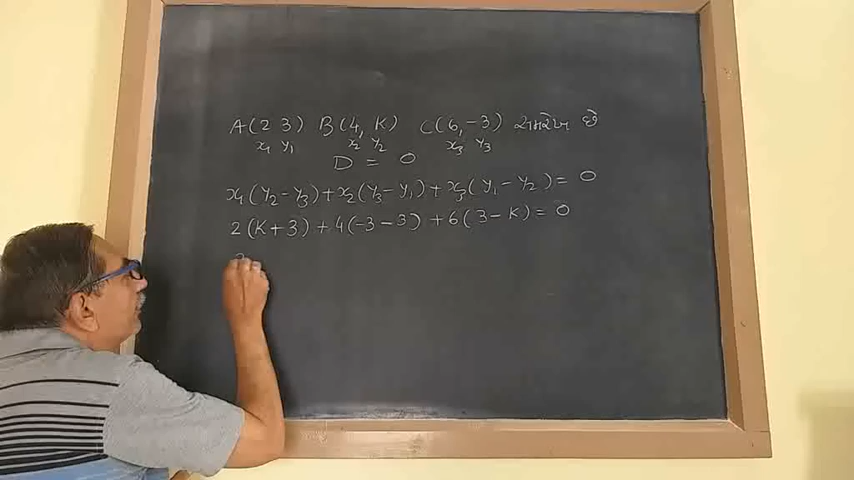 A(2 3) B(4, K) C(6, -3) સમરેખ છે
x₁ y₁ x₂ y₂ x₃ y₃
D = 0
x₁(y₂-y₃)+x₂(y₃-y₁)+x₃(y₁-y₂)= 0
2(K+3)+4(-3-3)+6(3-K)= 0
2